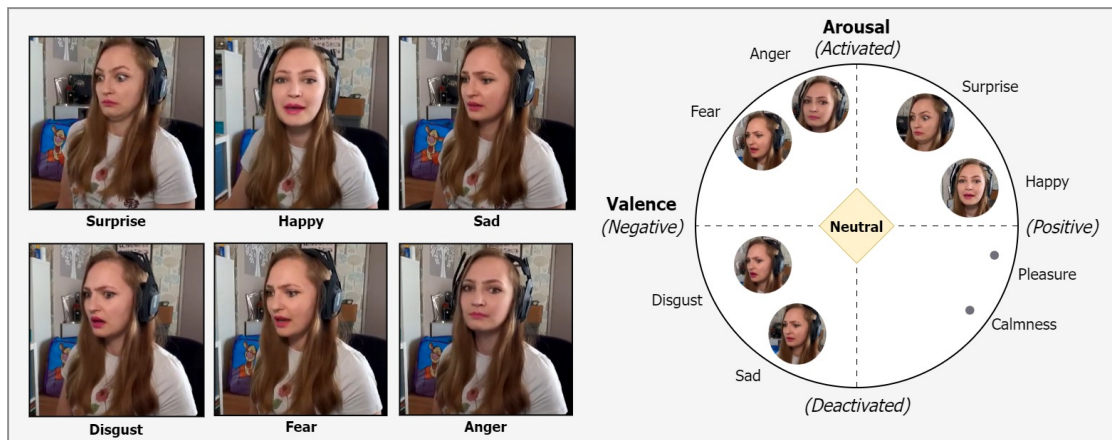 Surprise
Happy
Sad
Disgust
Fear
Anger
Arousal
(Activated)
Anger
Surprise
Fear
Happy
Valence
(Negative)
Neutral
(Positive)
Pleasure
Disgust
Calmness
Sad
(Deactivated)